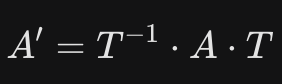 A′ = T⁻¹ · A · T